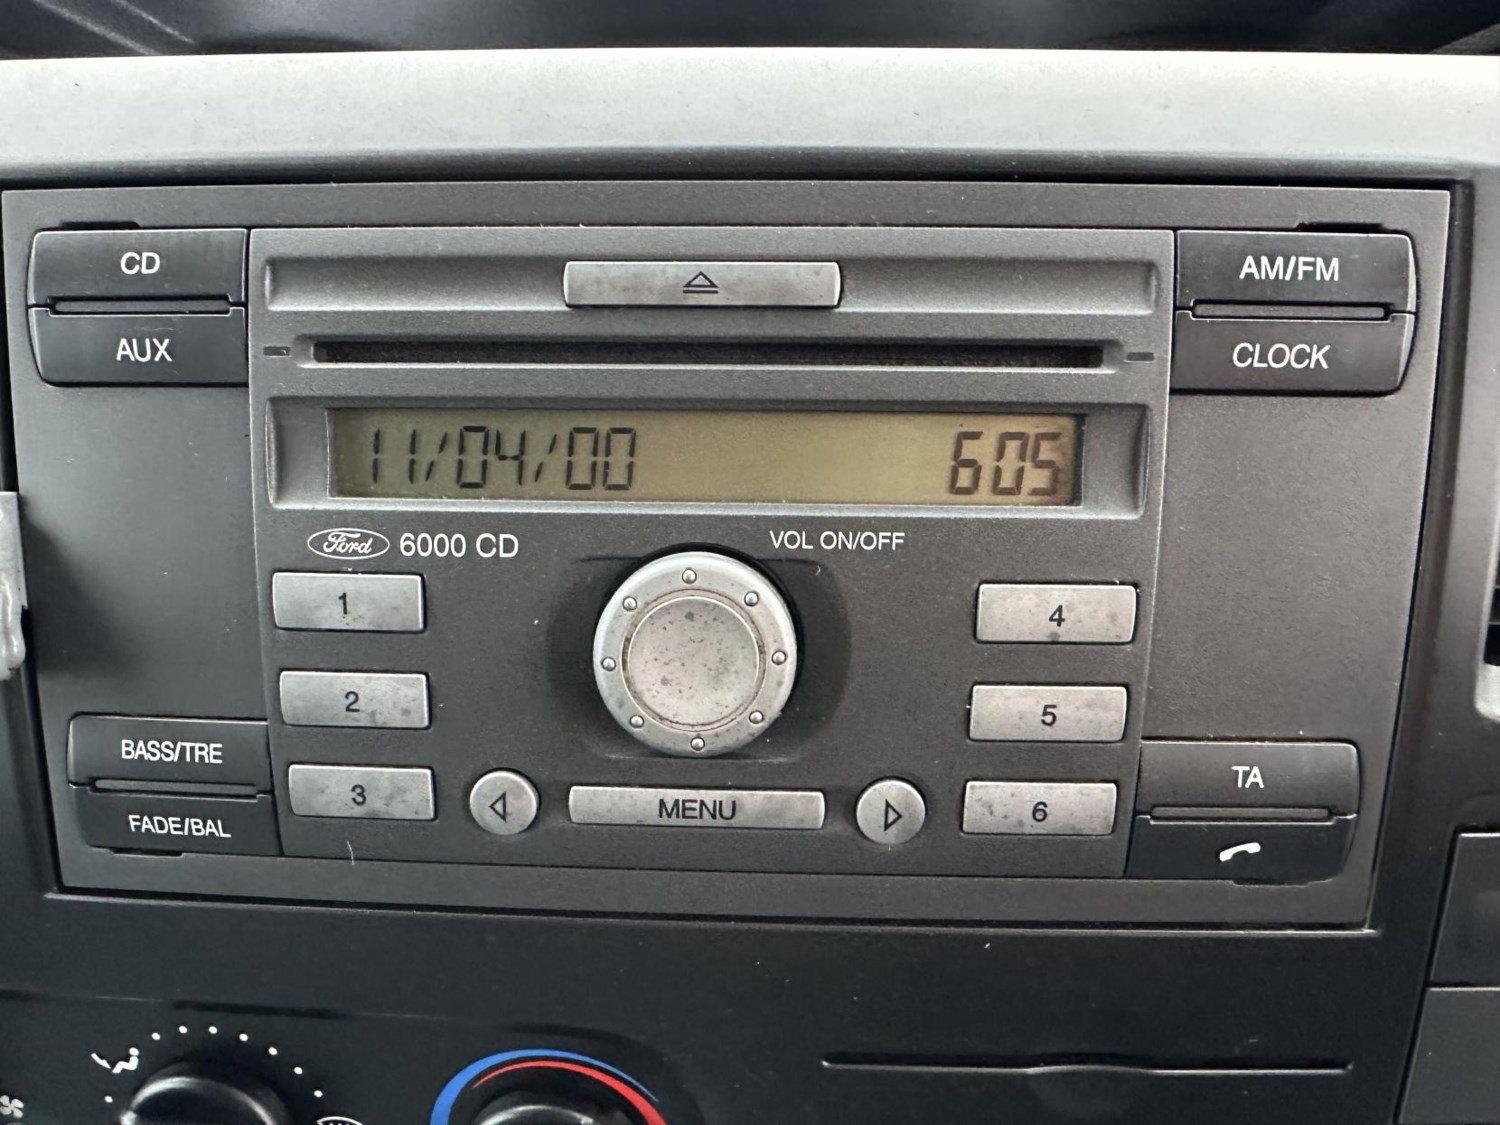 CD
AM/FM
AUX
CLOCK
11/04/00 605
Ford 6000 CD
VOL ON/OFF
1
4
2
5
BASS/TRE
TA
3
MENU
6
FADE/BAL